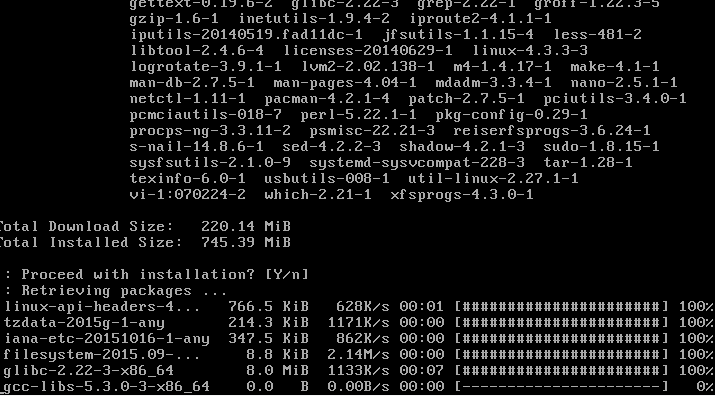 gettext-0.19.6-2 glibc-2.22-3 grep-2.22-1 groff-1.22.3-5
gzip-1.6-1 inetutils-1.9.4-2 iproute2-4.1.1-1
iputils-20140519.fad11dc-1 jfsutils-1.1.15-4 less-481-2
libtool-2.4.6-4 licenses-20140629-1 linux-4.3.3-3
logrotate-3.9.1-1 lvm2-2.02.138-1 m4-1.4.17-1 make-4.1-1
man-db-2.7.5-1 man-pages-4.04-1 mdadm-3.3.4-1 nano-2.5.1-1
netctl-1.11-1 pacman-4.2.1-4 patch-2.7.5-1 pciutils-3.4.0-1
pcmciautils-018-7 perl-5.22.1-1 pkg-config-0.29-1
procps-ng-3.3.11-2 psmisc-22.21-3 reiserfsprogs-3.6.24-1
s-nail-14.8.6-1 sed-4.2.2-3 shadow-4.2.1-3 sudo-1.8.15-1
sysfsutils-2.1.0-9 systemd-sysvcompat-228-3 tar-1.28-1
texinfo-6.0-1 usbutils-008-1 util-linux-2.27.1-1
vi-1:070224-2 which-2.21-1 xfsprogs-4.3.0-1
Total Download Size: 220.14 MiB
Total Installed Size: 745.39 MiB
: Proceed with installation? [Y/n]
: Retrieving packages ...
linux-api-headers-4... 766.5 KiB 628K/s 00:01 [######################] 100%
tzdata-2015g-1-any 214.3 KiB 1171K/s 00:00 [######################] 100%
iana-etc-20151016-1-any 347.5 KiB 862K/s 00:00 [######################] 100%
filesystem-2015.09-... 8.8 KiB 2.14M/s 00:00 [######################] 100%
glibc-2.22-3-x86_64 8.0 MiB 1133K/s 00:07 [######################] 100%
gcc-libs-5.3.0-3-x86_64 0.0 B 0.00B/s 00:00 [----------------------] 0%